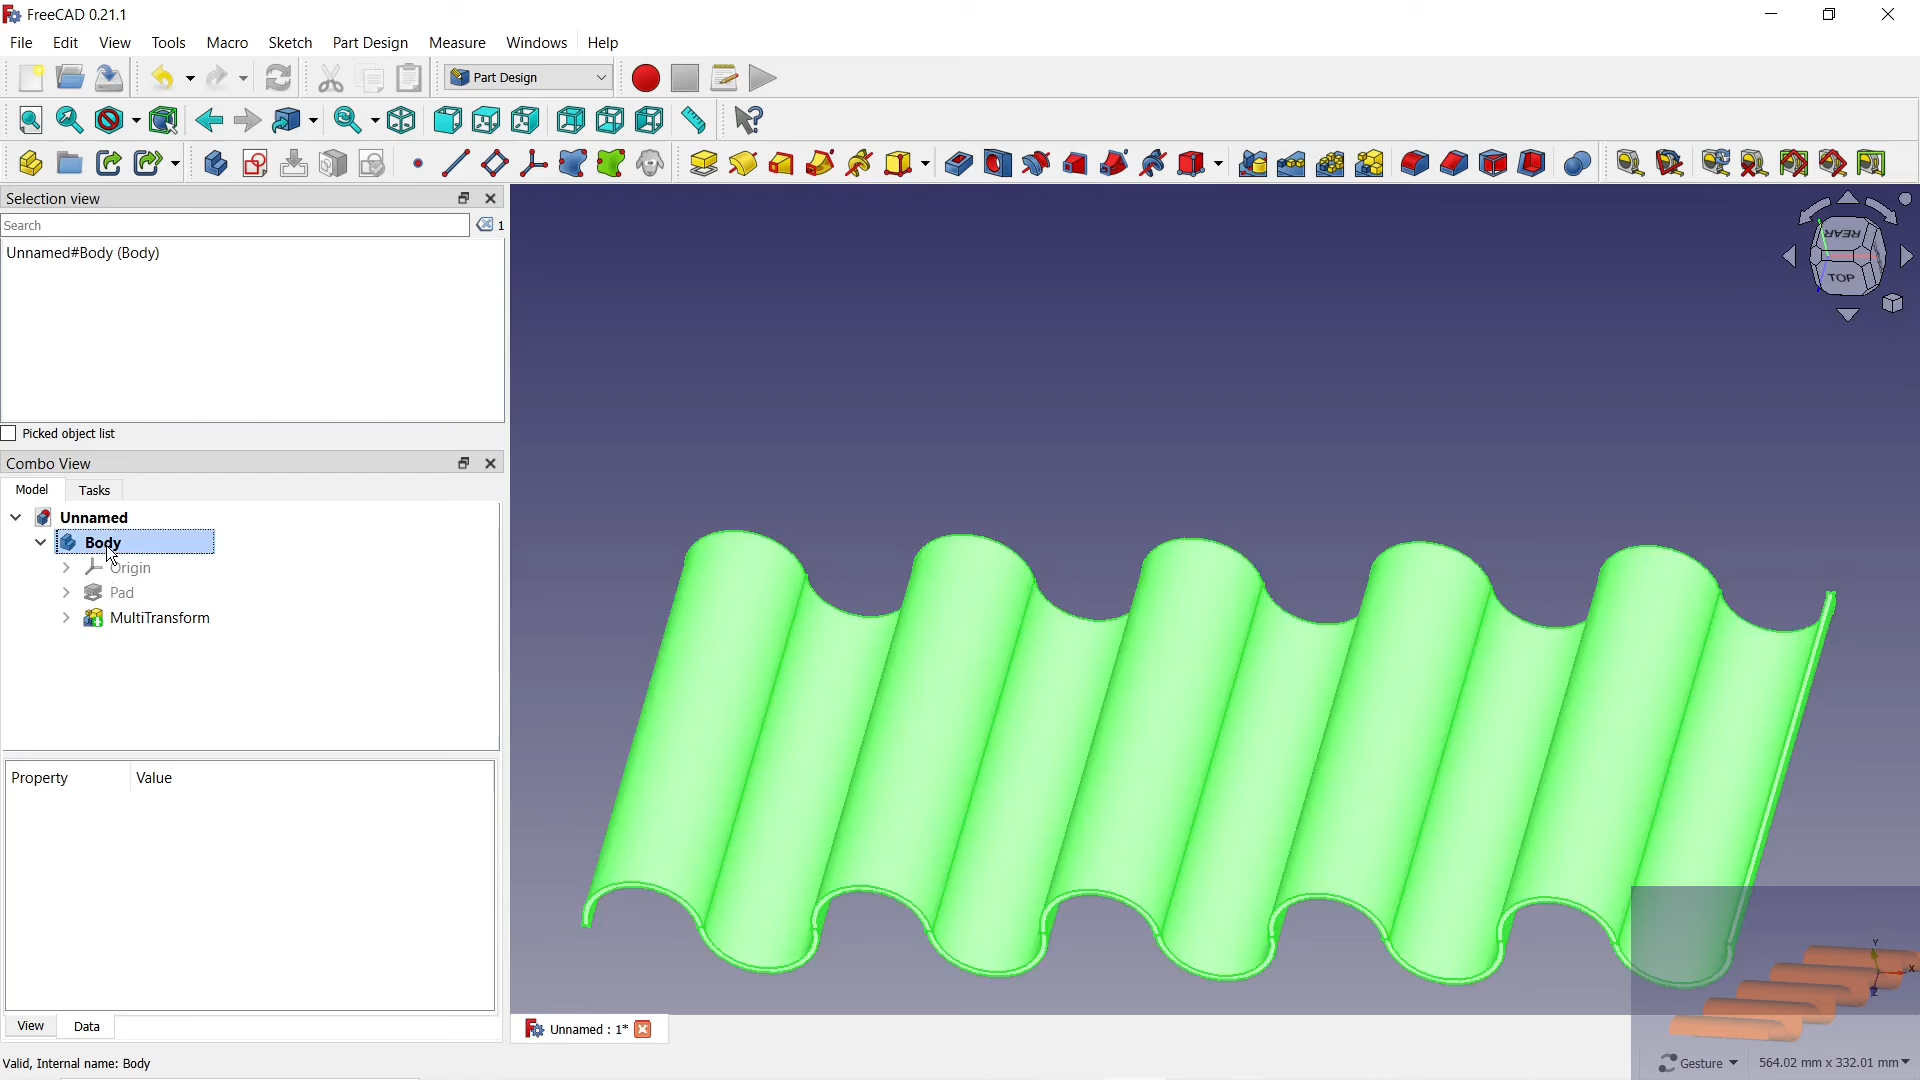 FreeCAD 0.21.1
File Edit View Tools Macro Sketch Part Design Measure Windows Help
Part Design
Selection view
Search
1
Unnamed#Body (Body)
Picked object list
Combo View
Model Tasks
Unnamed
Body
Origin
Pad
MultiTransform
Property Value
View Data
REAR
TOP
Y
X
Z
Unnamed : 1*
Valid, Internal name: Body
Gesture 564.02 mm x 332.01 mm